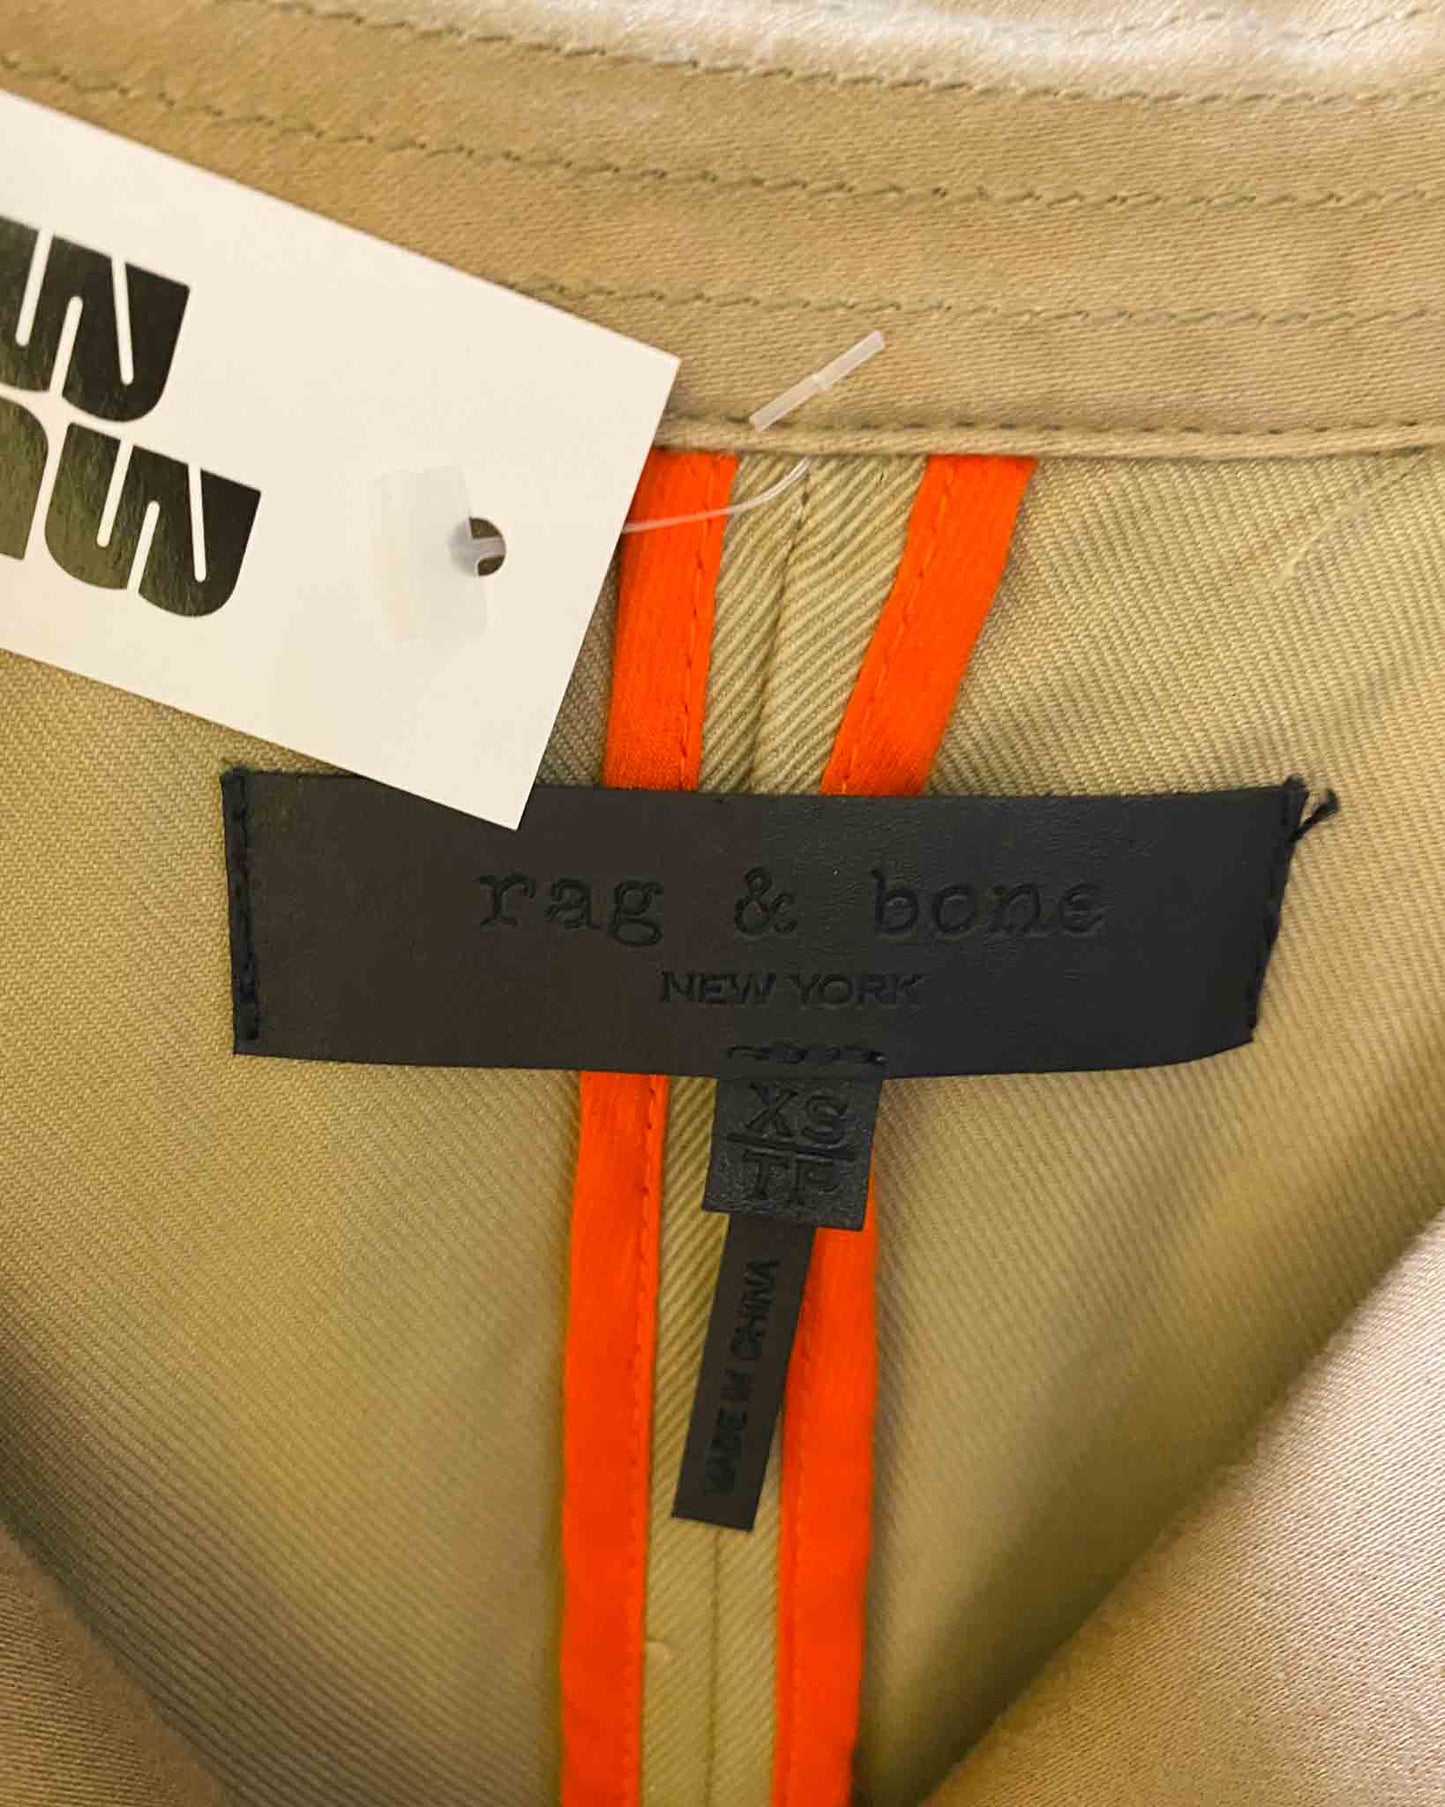 rag & bone
NEW YORK
XS
TP
MADE IN CHINA